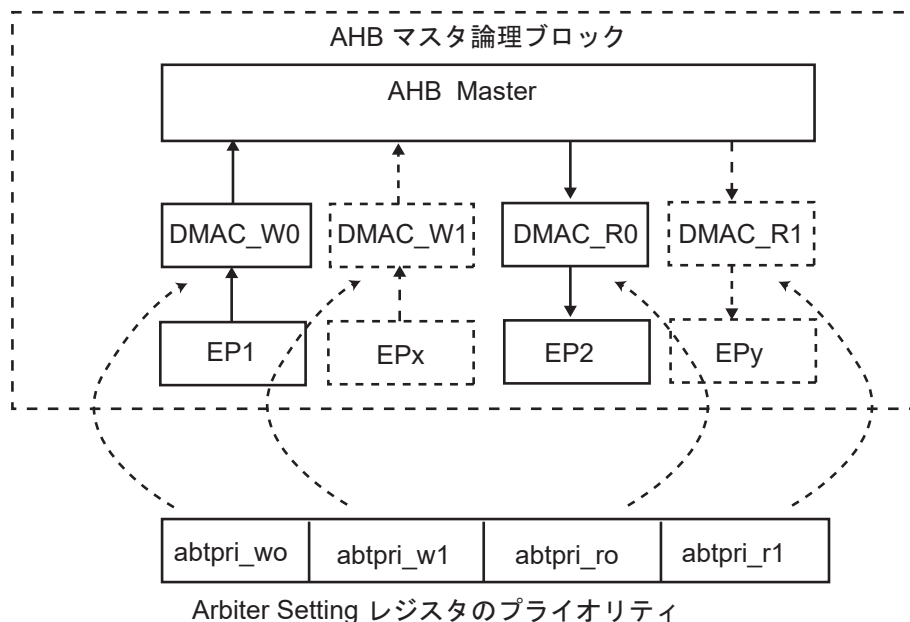 AHB マスタ論理ブロック
AHB Master
DMAC_W0 DMAC_W1 DMAC_R0 DMAC_R1
EP1 EPx EP2 EPy
abtpri_wo abtpri_w1 abtpri_ro abtpri_r1
Arbiter Setting レジスタのプライオリティ